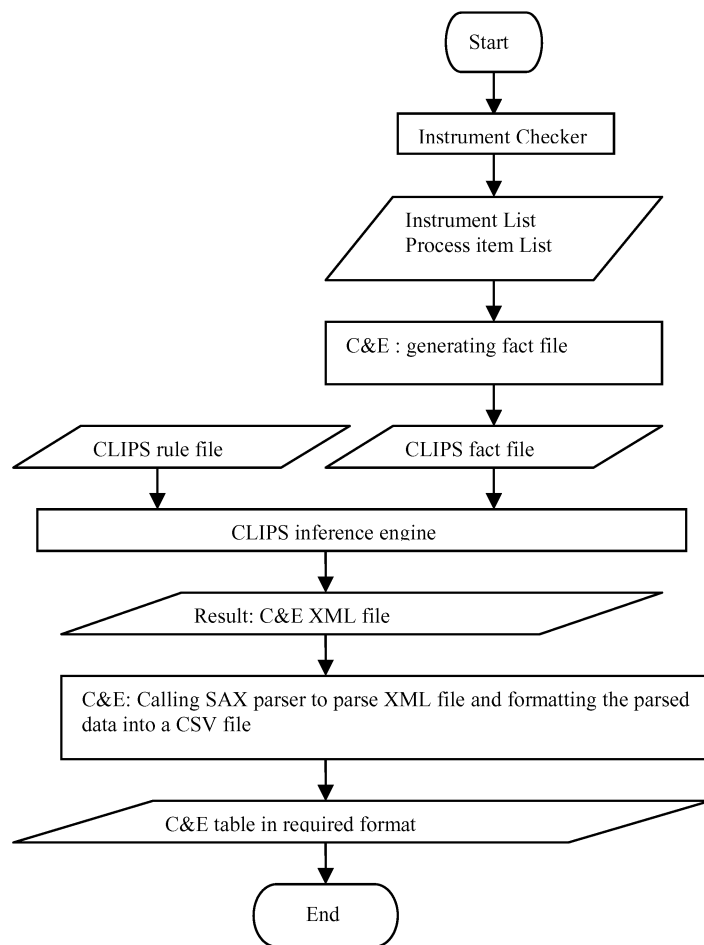 Start
Instrument Checker
Instrument List
Process item List
C&E : generating fact file
CLIPS rule file
CLIPS fact file
CLIPS inference engine
Result: C&E XML file
C&E: Calling SAX parser to parse XML file and formatting the parsed
data into a CSV file
C&E table in required format
End